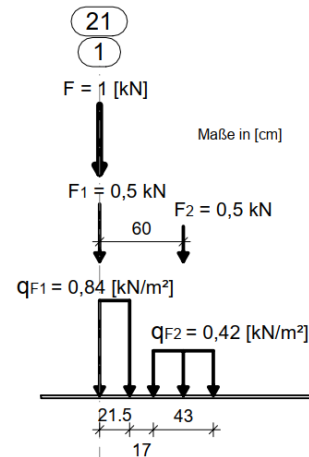 21
1
F = 1 [kN]
Maße in [cm]
F1 = 0,5 kN
F2 = 0,5 kN
60
qF1 = 0,84 [kN/m²]
qF2 = 0,42 [kN/m²]
21.5
43
17